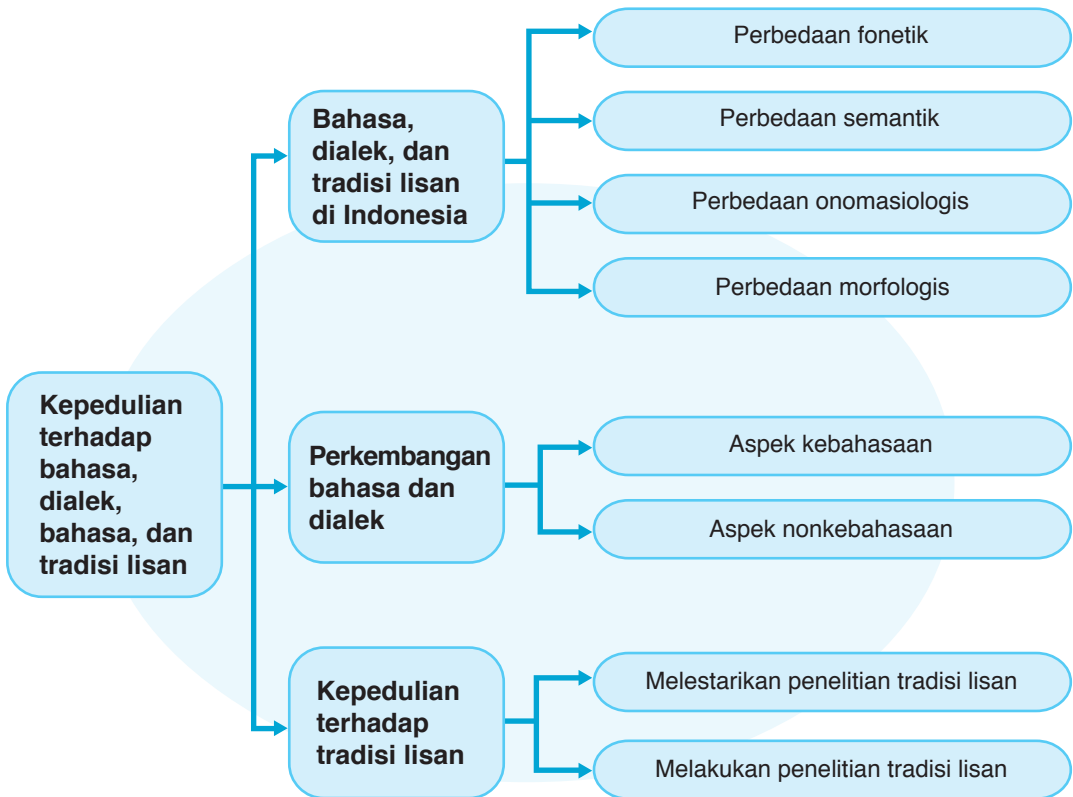 Kepedulian
terhadap
bahasa,
dialek,
bahasa, dan
tradisi lisan
Bahasa,
dialek, dan
tradisi lisan
di Indonesia
Perbedaan fonetik
Perbedaan semantik
Perbedaan onomasiologis
Perbedaan morfologis
Perkembangan
bahasa dan
dialek
Aspek kebahasaan
Aspek nonkebahasaan
Kepedulian
terhadap
tradisi lisan
Melestarikan penelitian tradisi lisan
Melakukan penelitian tradisi lisan